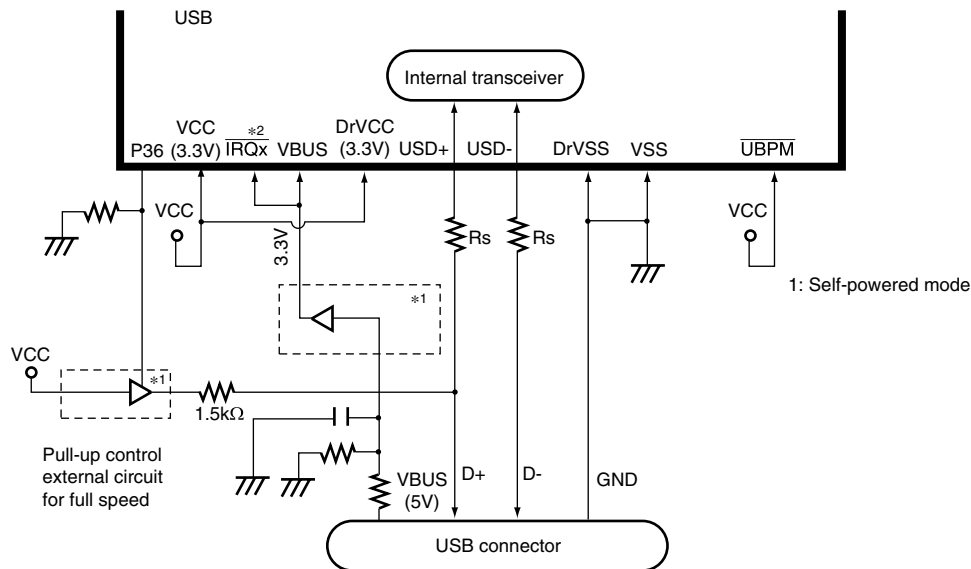 USB
Internal transceiver
P36
VCC
(3.3V)
*2
IRQx
VBUS
DrVCC
(3.3V)
USD+
USD-
DrVSS
VSS
UBPM
VCC
3.3V
Rs
Rs
VCC
1: Self-powered mode
*1
VCC
*1
1.5kΩ
Pull-up control
external circuit
for full speed
VBUS
(5V)
D+
D-
GND
USB connector